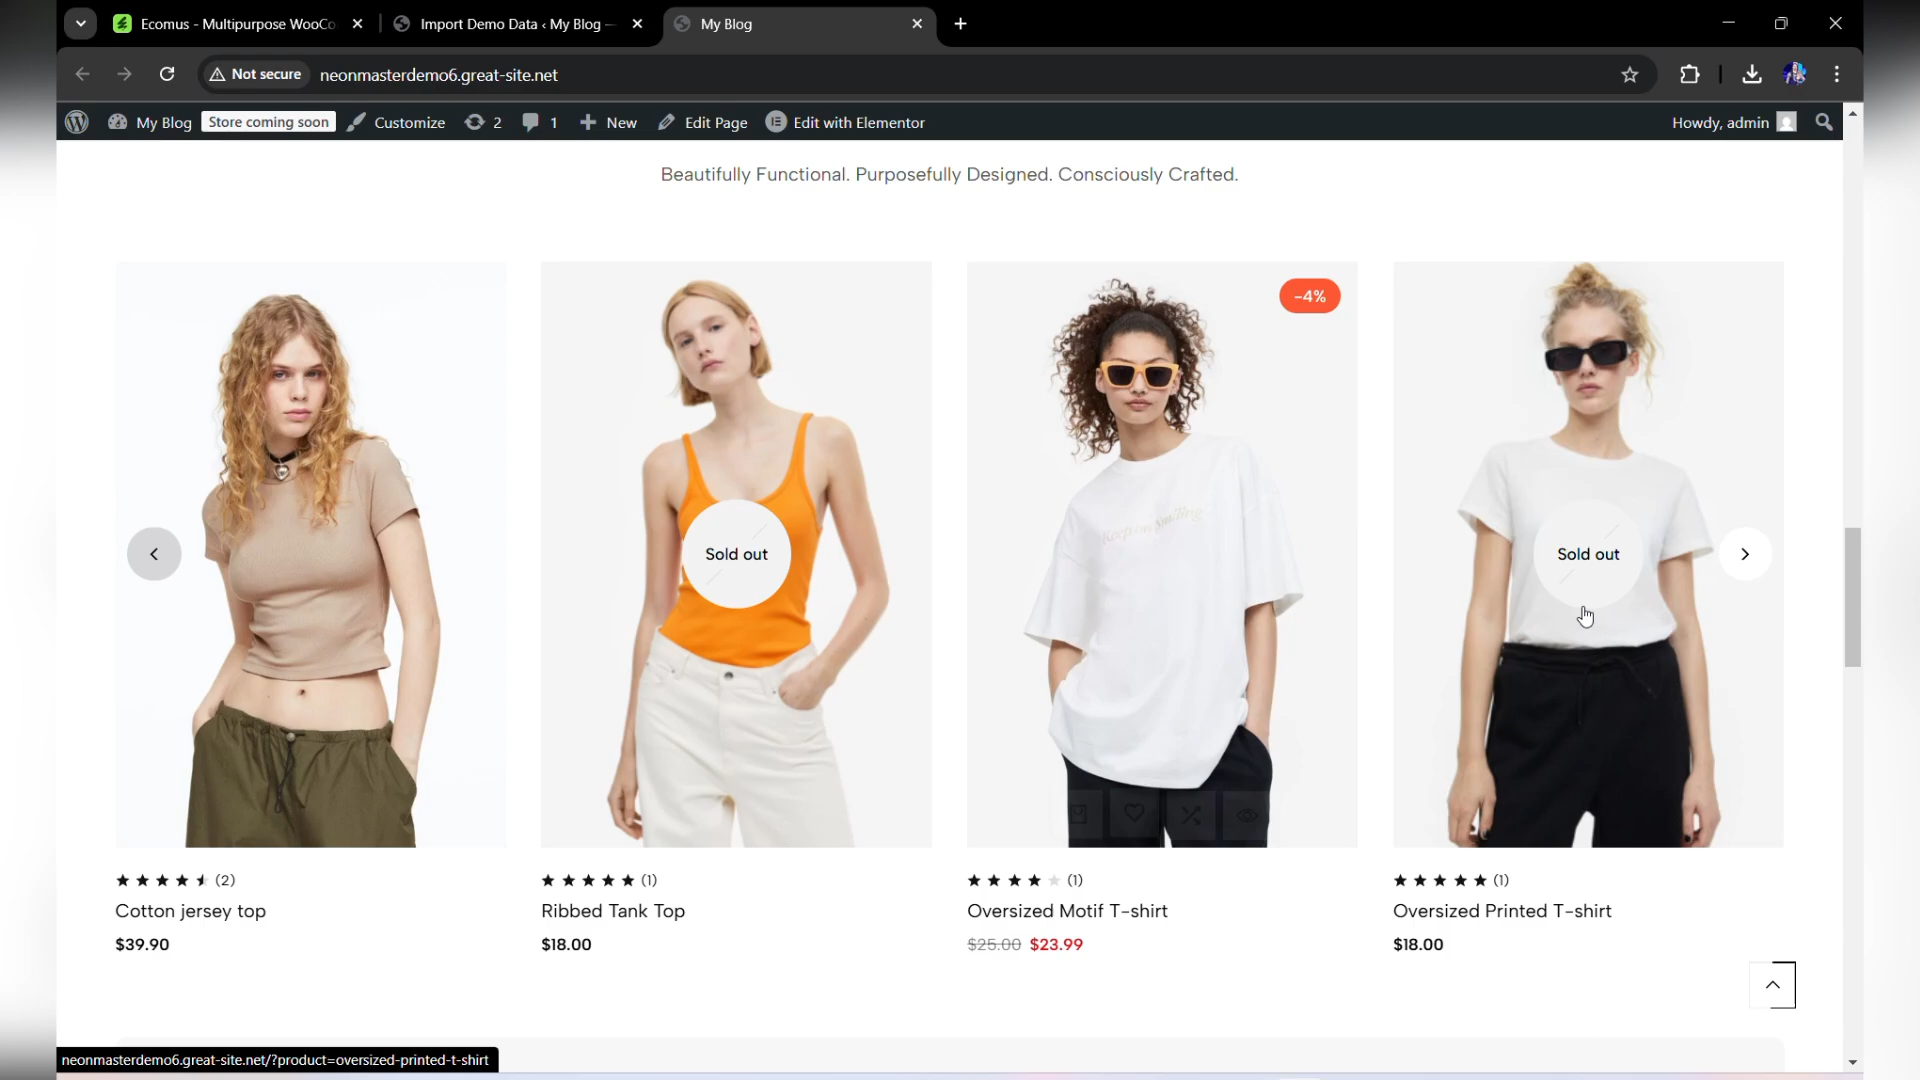 Ecomus - Multipurpose WooCo
Import Demo Data ‹ My Blog —
My Blog
Not secure
neonmasterdemo6.great-site.net
My Blog
Store coming soon
Customize
2
1
New
Edit Page
Edit with Elementor
Howdy, admin
Beautifully Functional. Purposefully Designed. Consciously Crafted.
-4%
Sold out
Sold out
(2)
(1)
(1)
(1)
Cotton jersey top
Ribbed Tank Top
Oversized Motif T-shirt
Oversized Printed T-shirt
$39.90
$18.00
$25.00 $23.99
$18.00
neonmasterdemo6.great-site.net/?product=oversized-printed-t-shirt